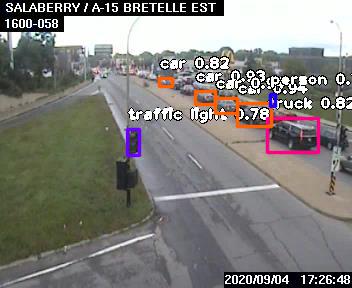 SALABERRY / A-15 BRETELLE EST
1600-058
car 0.82
car 0.93
person 0.
car 0.94
truck 0.82
traffic light 0.78
2020/09/04 17:26:48